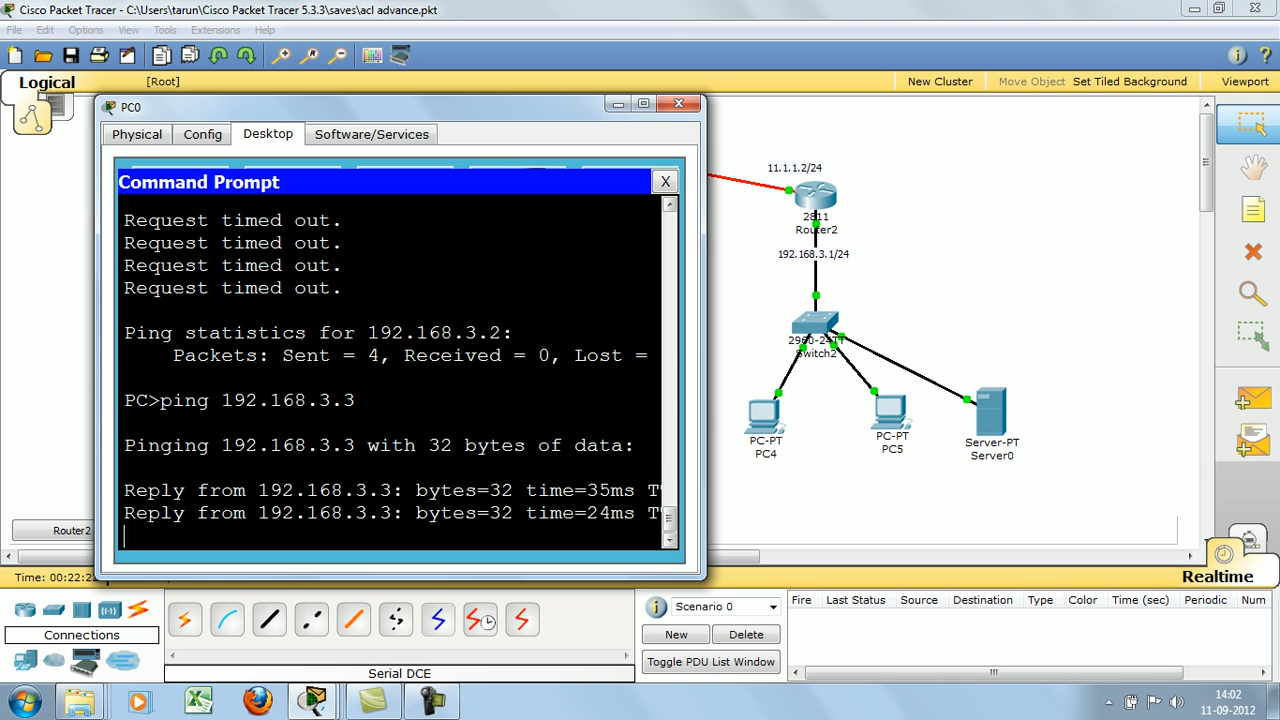 Cisco Packet Tracer - C:\Users\tarun\Cisco Packet Tracer 5.3.3\saves\acl advance.pkt
File Edit Options View Tools Extensions Help
Logical [Root] New Cluster Move Object Set Tiled Background Viewport
PC0
Physical Config Desktop Software/Services
Command Prompt X
Request timed out.
Request timed out.
Request timed out.
Request timed out.
Ping statistics for 192.168.3.2:
Packets: Sent = 4, Received = 0, Lost =
PC>ping 192.168.3.3
Pinging 192.168.3.3 with 32 bytes of data:
Reply from 192.168.3.3: bytes=32 time=35ms
Reply from 192.168.3.3: bytes=32 time=24ms
11.1.1.2/24
2811
Router2
192.168.3.1/24
2960-24TT
Switch2
PC-PT
PC4
PC-PT
PC5
Server-PT
Server0
Router2
Time: 00:22:22
Realtime
Connections
Serial DCE
Scenario 0
New Delete
Toggle PDU List Window
Fire Last Status Source Destination Type Color Time (sec) Periodic Num
14:02
11-09-2012